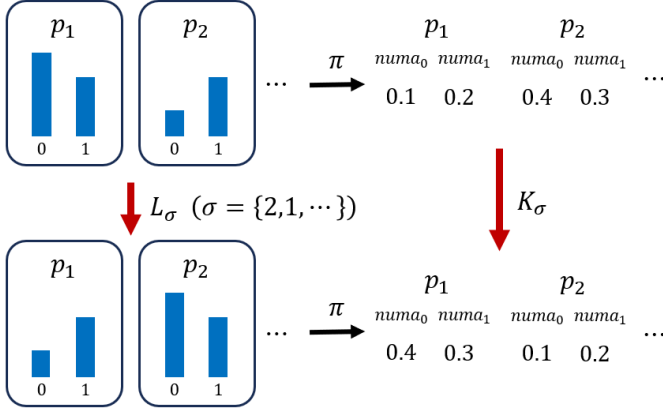 p₁ p₂ p₁ p₂
π numa₀ numa₁ numa₀ numa₁
⋯ ⋯
0.1 0.2 0.4 0.3
0 1 0 1
L_σ (σ = {2,1, ⋯ }) K_σ
p₁ p₂ p₁ p₂
π numa₀ numa₁ numa₀ numa₁
⋯ ⋯
0.4 0.3 0.1 0.2
0 1 0 1